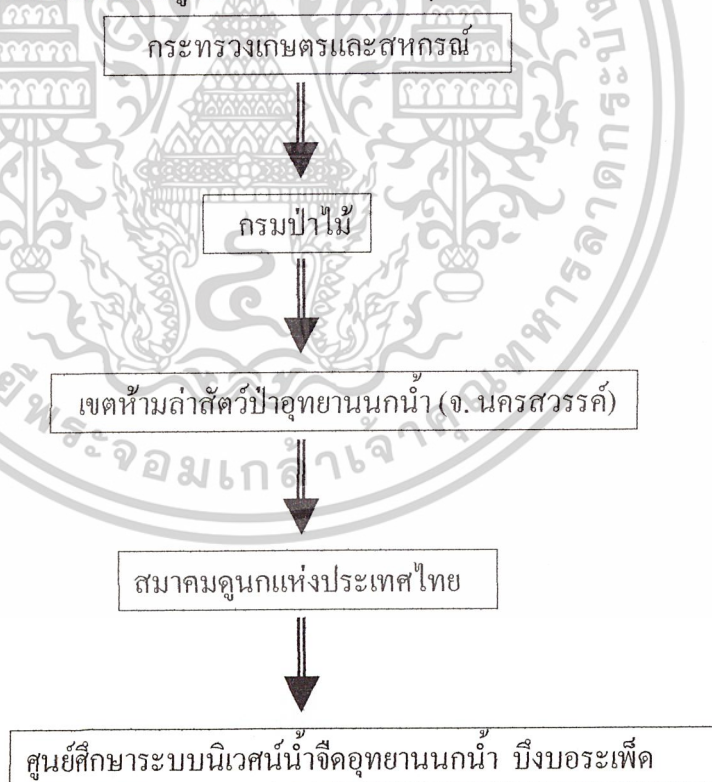 กระทรวงเกษตรและสหกรณ์
กรมป่าไม้
เขตห้ามล่าสัตว์ป่าอุทยานนกน้ำ (จ. นครสวรรค์)
สมาคมดูนกแห่งประเทศไทย
ศูนย์ศึกษาระบบนิเวศน์น้ำจืดอุทยานนกน้ำ บึงบอระเพ็ด